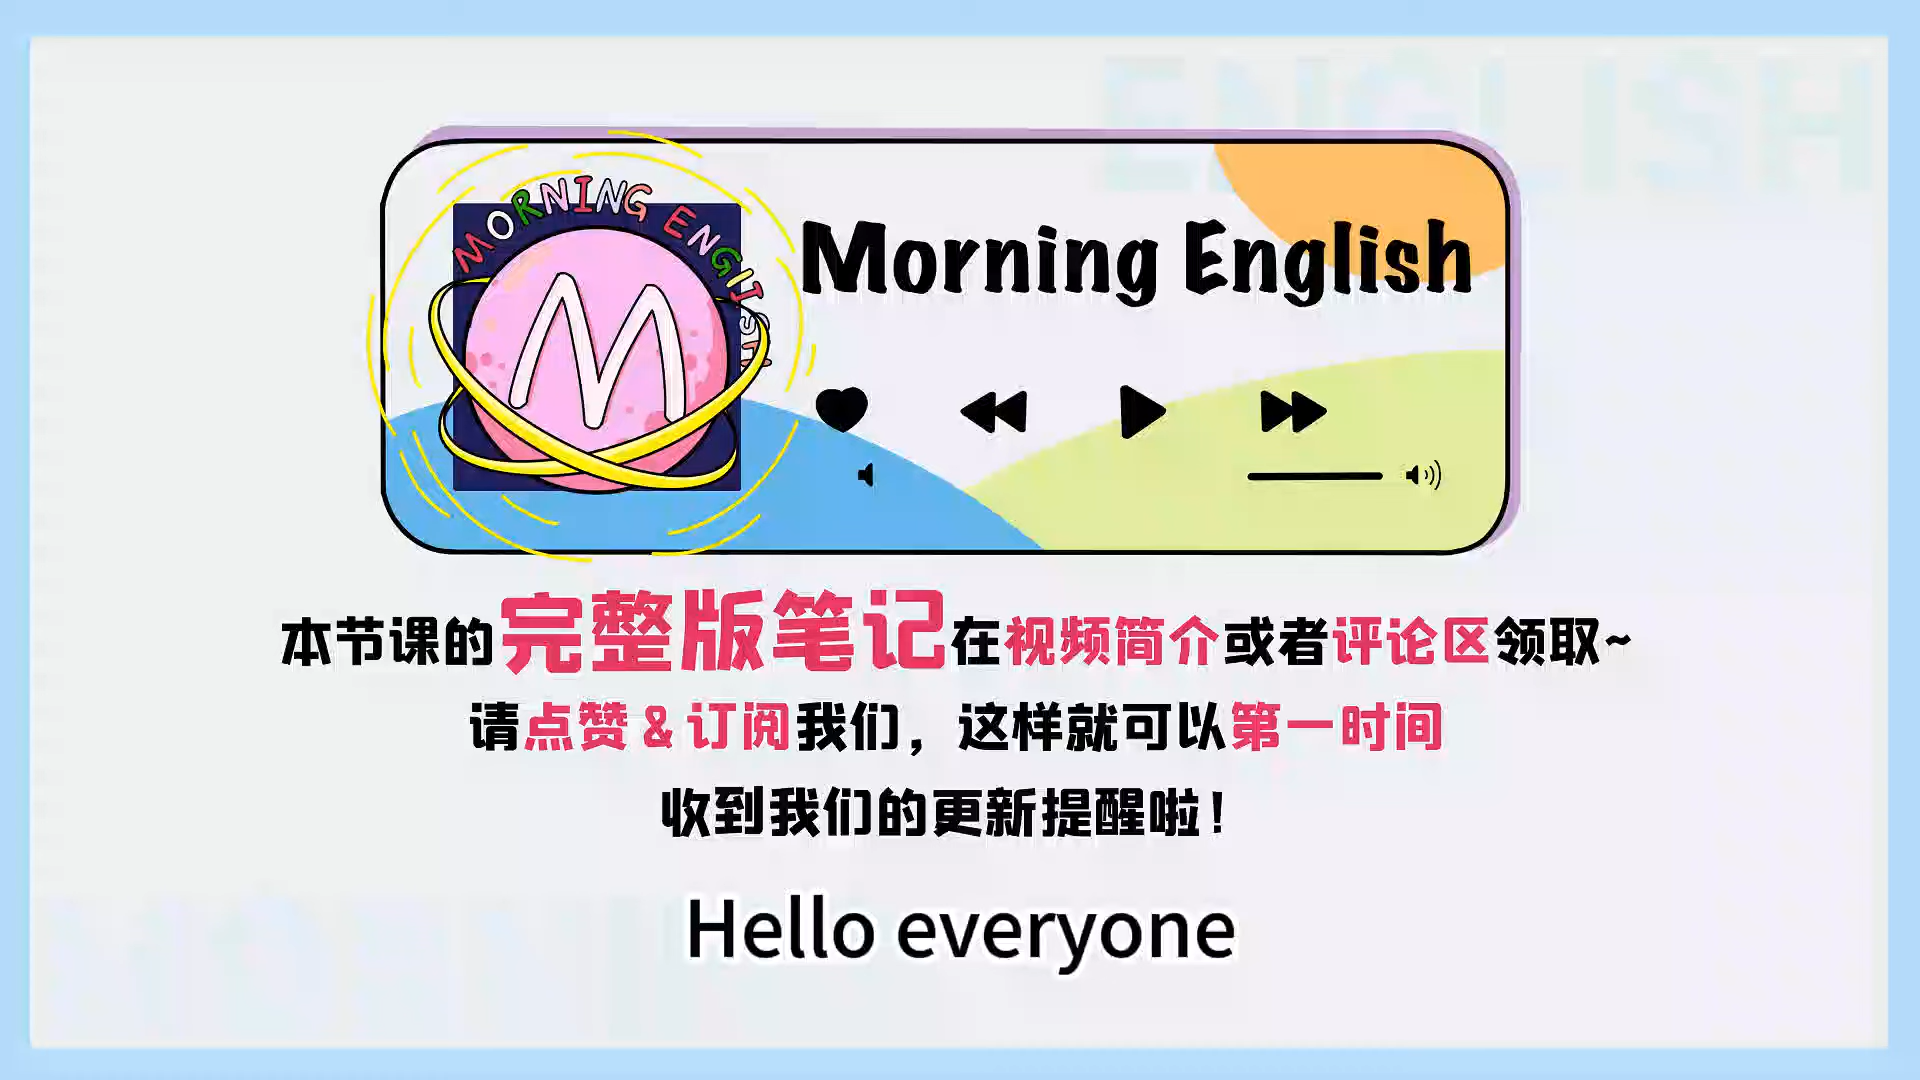 ENGLISH
MORNING ENGLISH
M
Morning English
本节课的完整版笔记在视频简介或者评论区领取~
请点赞&订阅我们，这样就可以第一时间
收到我们的更新提醒啦！
Hello everyone
MORNIN